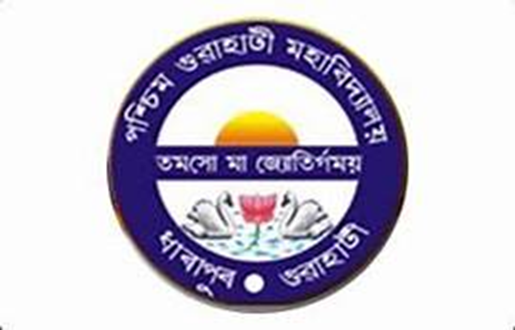 পশ্চিম গুৱাহাটী মহাবিদ্যালয়
তমসো মা জ্যোতির্গময়
ধাৰাপুৰ গুৱাহাটী